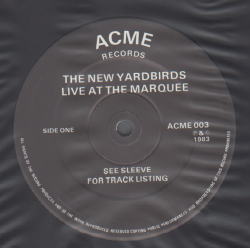 ACME
RECORDS
THE NEW YARDBIRDS
LIVE AT THE MARQUEE
SIDE ONE
ACME 003
℗ & ©
1983
SEE SLEEVE
FOR TRACK LISTING